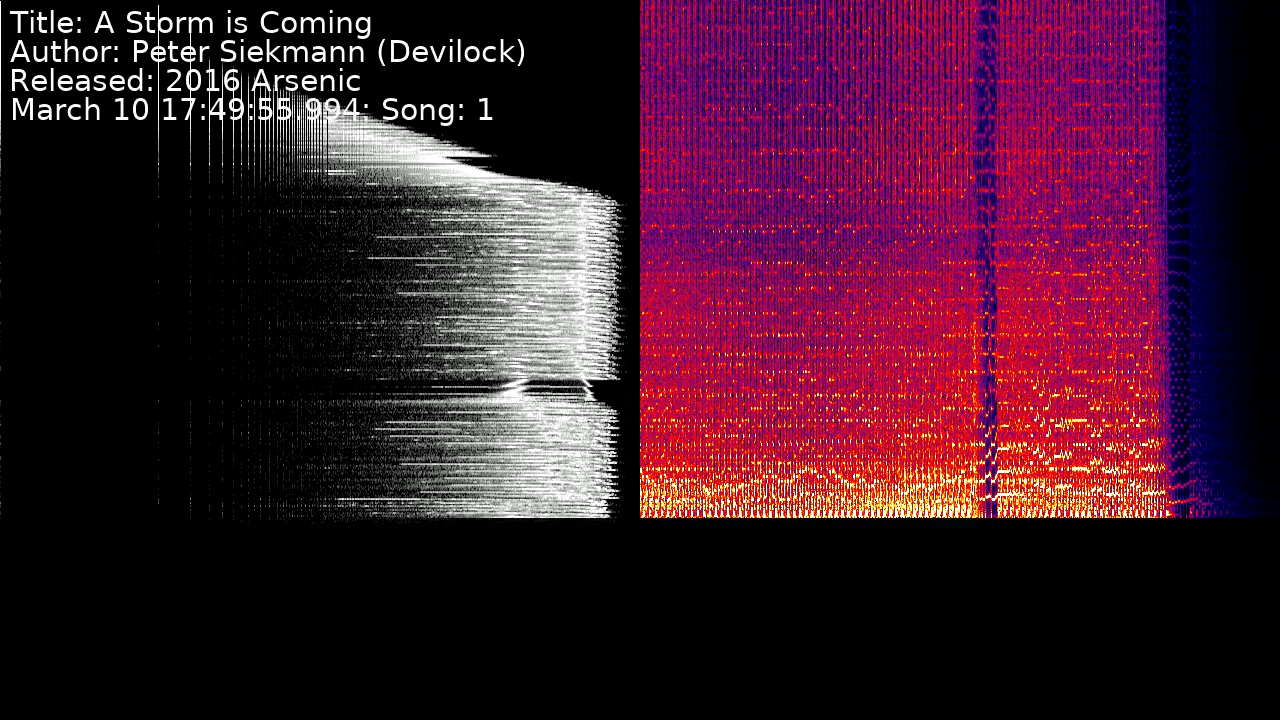 Title: A Storm is Coming
Author: Peter Siekmann (Devilock)
Released: 2016 Arsenic
March 10 17:49:55.994: Song: 1